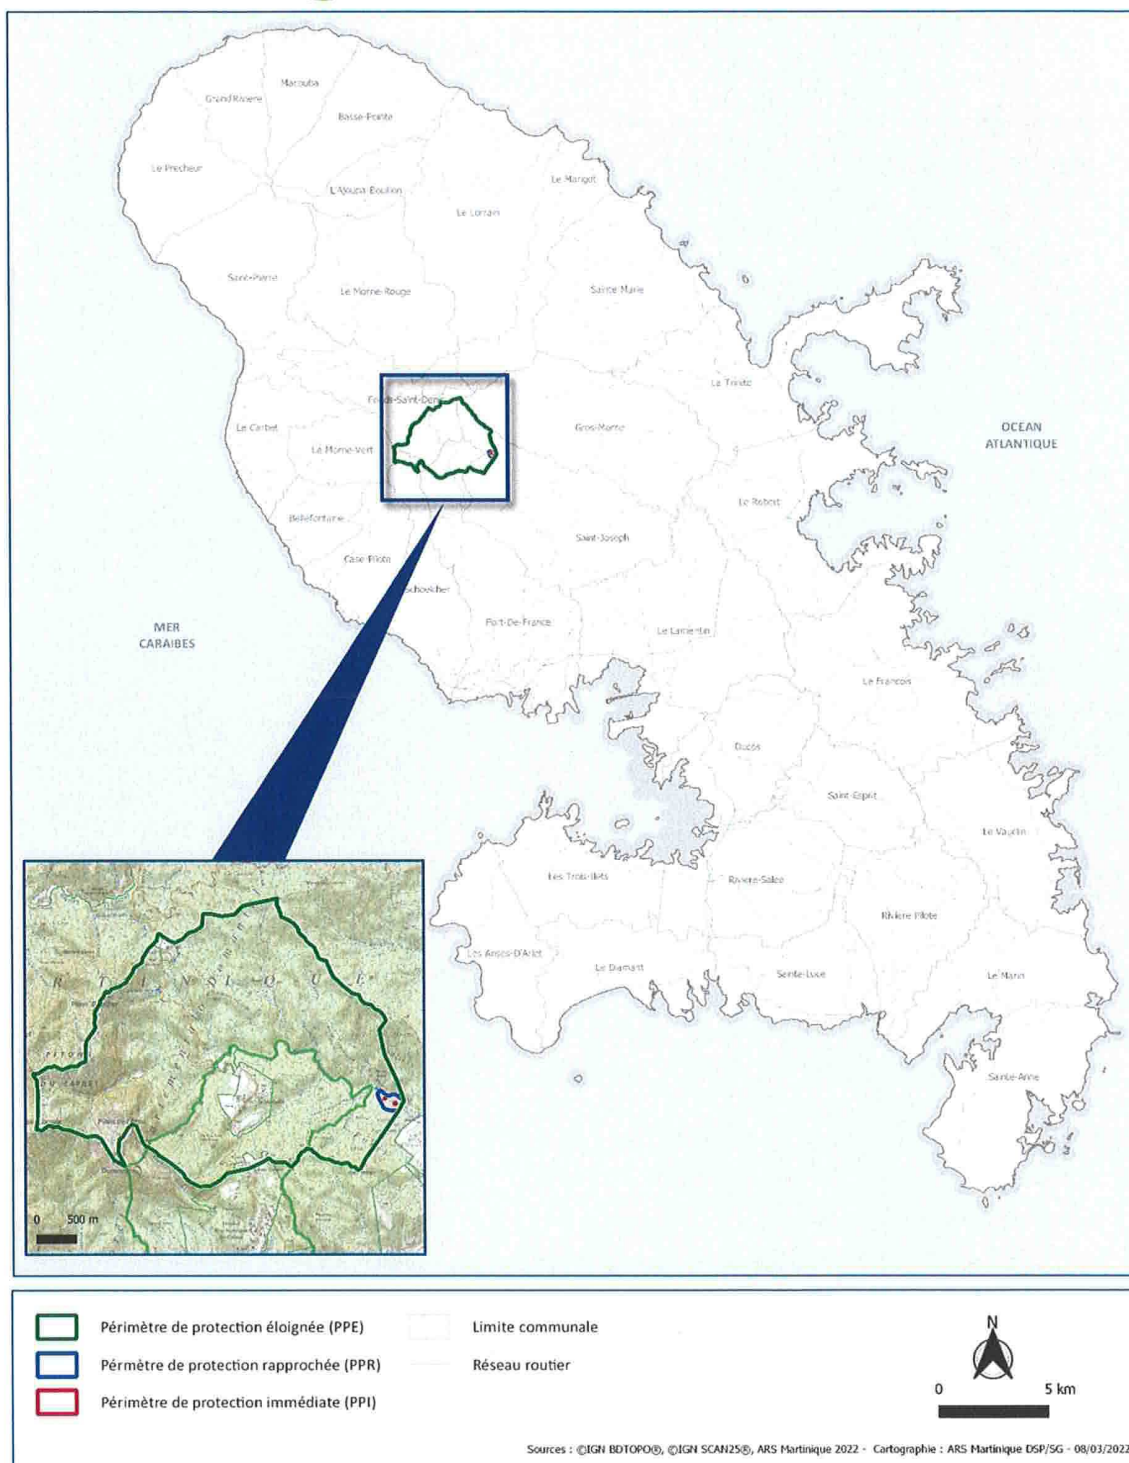 Macouba
Grand'Rivière
Basse-Pointe
Le Prêcheur
L'Ajoupa-Bouillon
Le Marigot
Le Lorrain
Saint-Pierre
Le Morne-Rouge
Sainte-Marie
La Trinité
Fonds-Saint-Denis
Le Carbet
Gros-Morne
OCEAN
ATLANTIQUE
Le Morne-Vert
Le Robert
Bellefontaine
Saint-Joseph
Case-Pilote
Schoelcher
MER
CARAIBES
Fort-De-France
Le Lamentin
Le François
Ducos
Saint-Esprit
Le Vauclin
Les Trois-Ilets
Rivière-Salée
Rivière-Pilote
Les Anses-D'Arlet
Le Diamant
Sainte-Luce
Le Marin
Sainte-Anne
0 500 m
Périmètre de protection éloignée (PPE)
Limite communale
Pérmètre de protection rapprochée (PPR)
Réseau routier
Périmètre de protection immédiate (PPI)
N
0 5 km
Sources : ©IGN BDTOPO®, ©IGN SCAN25®, ARS Martinique 2022 - Cartographie : ARS Martinique DSP/SG - 08/03/2022